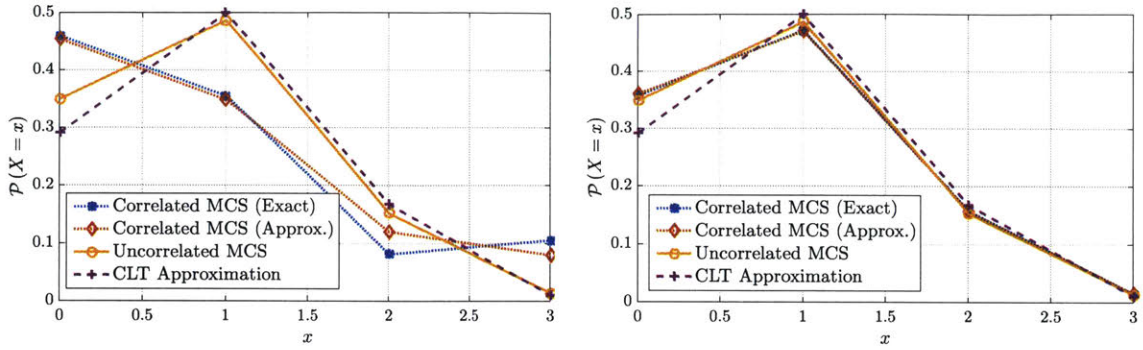 0.5
0.4
0.3
0.2
0.1
0
P (X = x)
Correlated MCS (Exact)
Correlated MCS (Approx.)
Uncorrelated MCS
CLT Approximation
0 0.5 1 1.5 2 2.5 3
x
0.5
0.4
0.3
0.2
0.1
0
P (X = x)
Correlated MCS (Exact)
Correlated MCS (Approx.)
Uncorrelated MCS
CLT Approximation
0 0.5 1 1.5 2 2.5 3
x